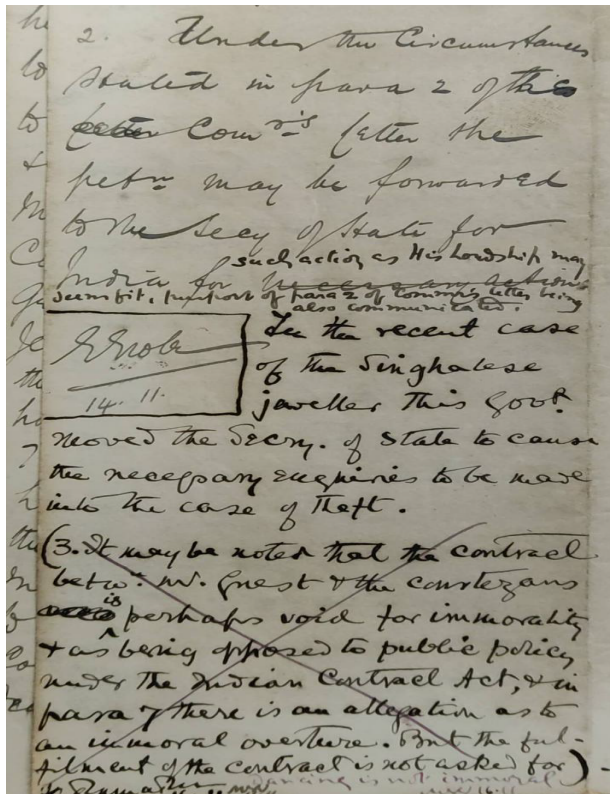 2. Under the Circumstances
stated in para 2 of the
letter Comr's letter the
petn may be forwarded
to the Secy of State for
such action as His Lordship may
India for necessary action
seem fit, purport of para 2 of Commr's letter being
also communicated.
In the recent case
of the Singhalese
jeweller this Govt.
14. 11.
moved the Secry. of State to cause
the necessary enquiries to be made
into the case of theft.
(3. It may be noted that the contract
betwn. Mr. Guest & the courtezans
is
perhaps void for immorality
& as being opposed to public policy
under the Indian Contract Act, & in
para 7 there is an allegation as to
an immoral overture. But the ful-
filment of the contract is not asked for)
dancing is not immoral